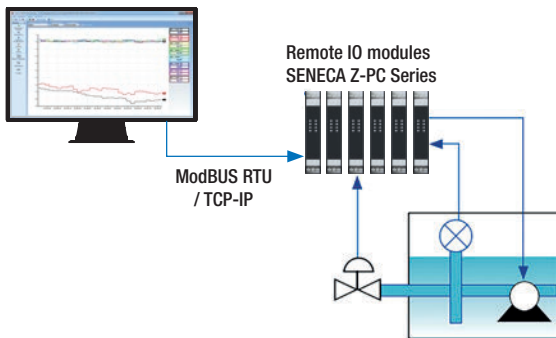 Remote IO modules
SENECA Z-PC Series
ModBUS RTU
/ TCP-IP